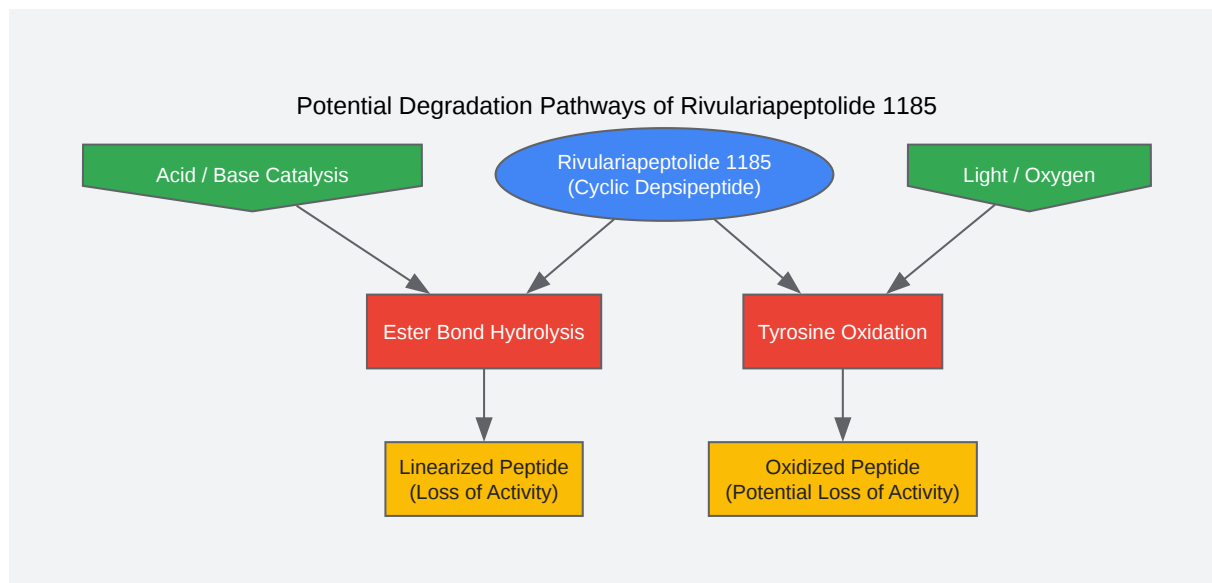 Potential Degradation Pathways of Rivulariapeptolide 1185
Acid / Base Catalysis
Rivulariapeptolide 1185
(Cyclic Depsipeptide)
Light / Oxygen
Ester Bond Hydrolysis
Tyrosine Oxidation
Linearized Peptide
(Loss of Activity)
Oxidized Peptide
(Potential Loss of Activity)